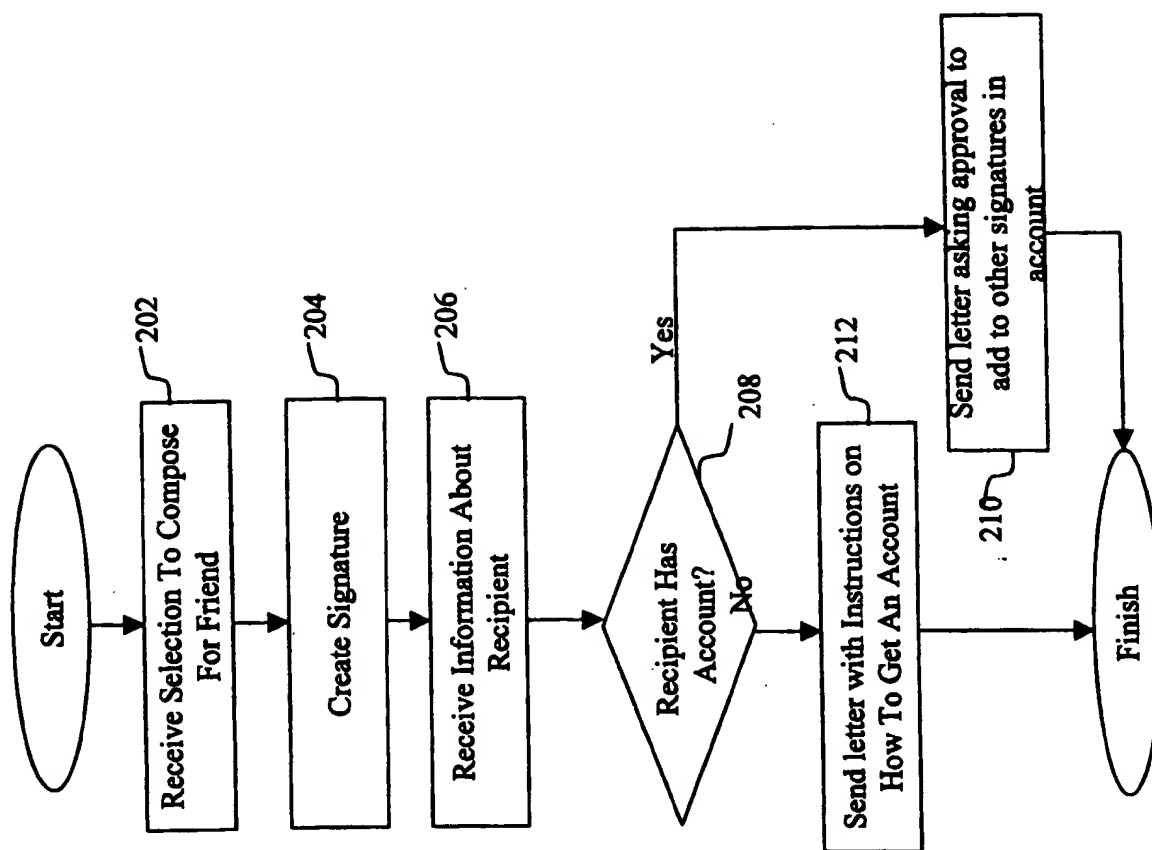 Start
202
Receive Selection To Compose
For Friend
204
Create Signature
206
Receive Information About
Recipient
208
Recipient Has
Account?
Yes
No
212
Send letter with Instructions on
How To Get An Account
210
Send letter asking approval to
add to other signatures in
account
Finish